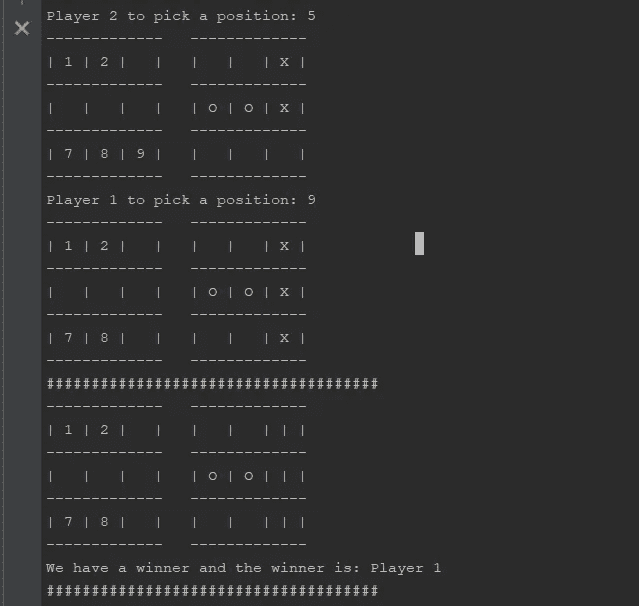 Player 2 to pick a position: 5
-------------   -------------
| 1 | 2 |   |   |   |   | X |
-------------   -------------
|   |   |   |   | O | O | X |
-------------   -------------
| 7 | 8 | 9 |   |   |   |   |
-------------   -------------
Player 1 to pick a position: 9
-------------   -------------
| 1 | 2 |   |   |   |   | X |
-------------   -------------
|   |   |   |   | O | O | X |
-------------   -------------
| 7 | 8 |   |   |   |   | X |
-------------   -------------
#####################################
-------------   -------------
| 1 | 2 |   |   |   |   | | |
-------------   -------------
|   |   |   |   | O | O | | |
-------------   -------------
| 7 | 8 |   |   |   |   | | |
-------------   -------------
We have a winner and the winner is: Player 1
#####################################